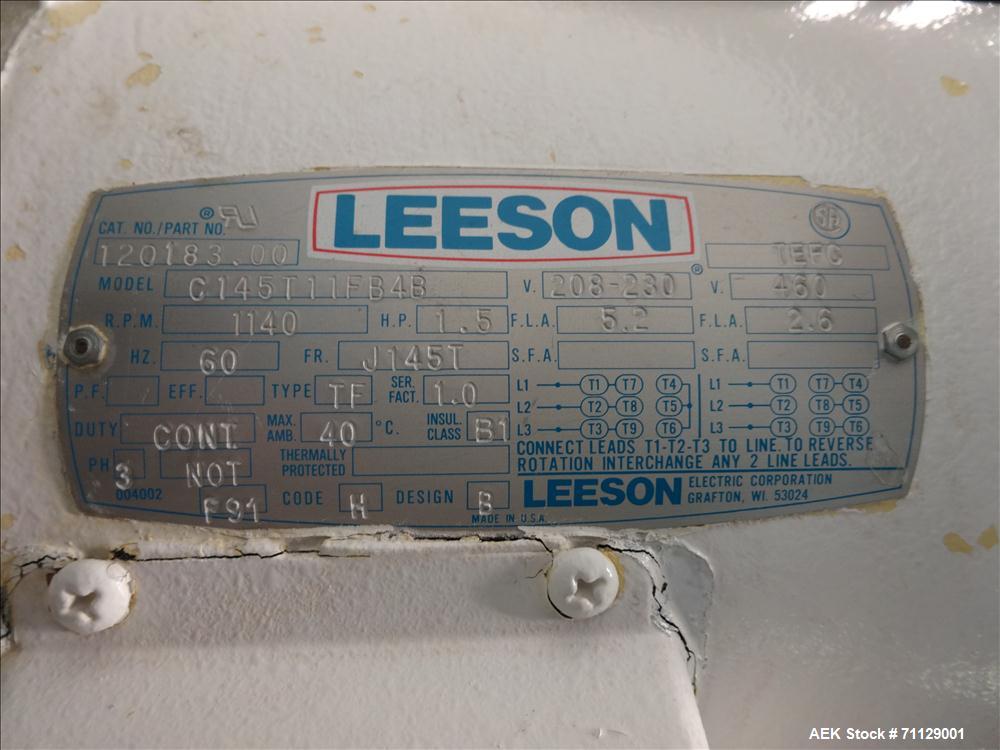 CAT. NO./PART NO.
LEESON ®
120183.00 TEFC
MODEL C145T11FB4B V. 208-230 V. 460
R.P.M. 1140 H.P. 1.5 F.L.A. 5.2 F.L.A. 2.6
HZ. 60 FR. J145T S.F.A. S.F.A.
P.F. EFF. TYPE TF SER. FACT. 1.0
L1 T1 T7 T4 L1 T1 T7 T4
L2 T2 T8 T5 L2 T2 T8 T5
L3 T3 T9 T6 L3 T3 T9 T6
DUTY CONT. MAX. AMB. 40 °C. INSUL. CLASS B1
CONNECT LEADS T1-T2-T3 TO LINE. TO REVERSE
ROTATION INTERCHANGE ANY 2 LINE LEADS.
PH 3 NOT THERMALLY PROTECTED
004002 F91 CODE H DESIGN B
LEESON ELECTRIC CORPORATION
GRAFTON, WI. 53024
MADE IN U.S.A.
AEK Stock #71129001